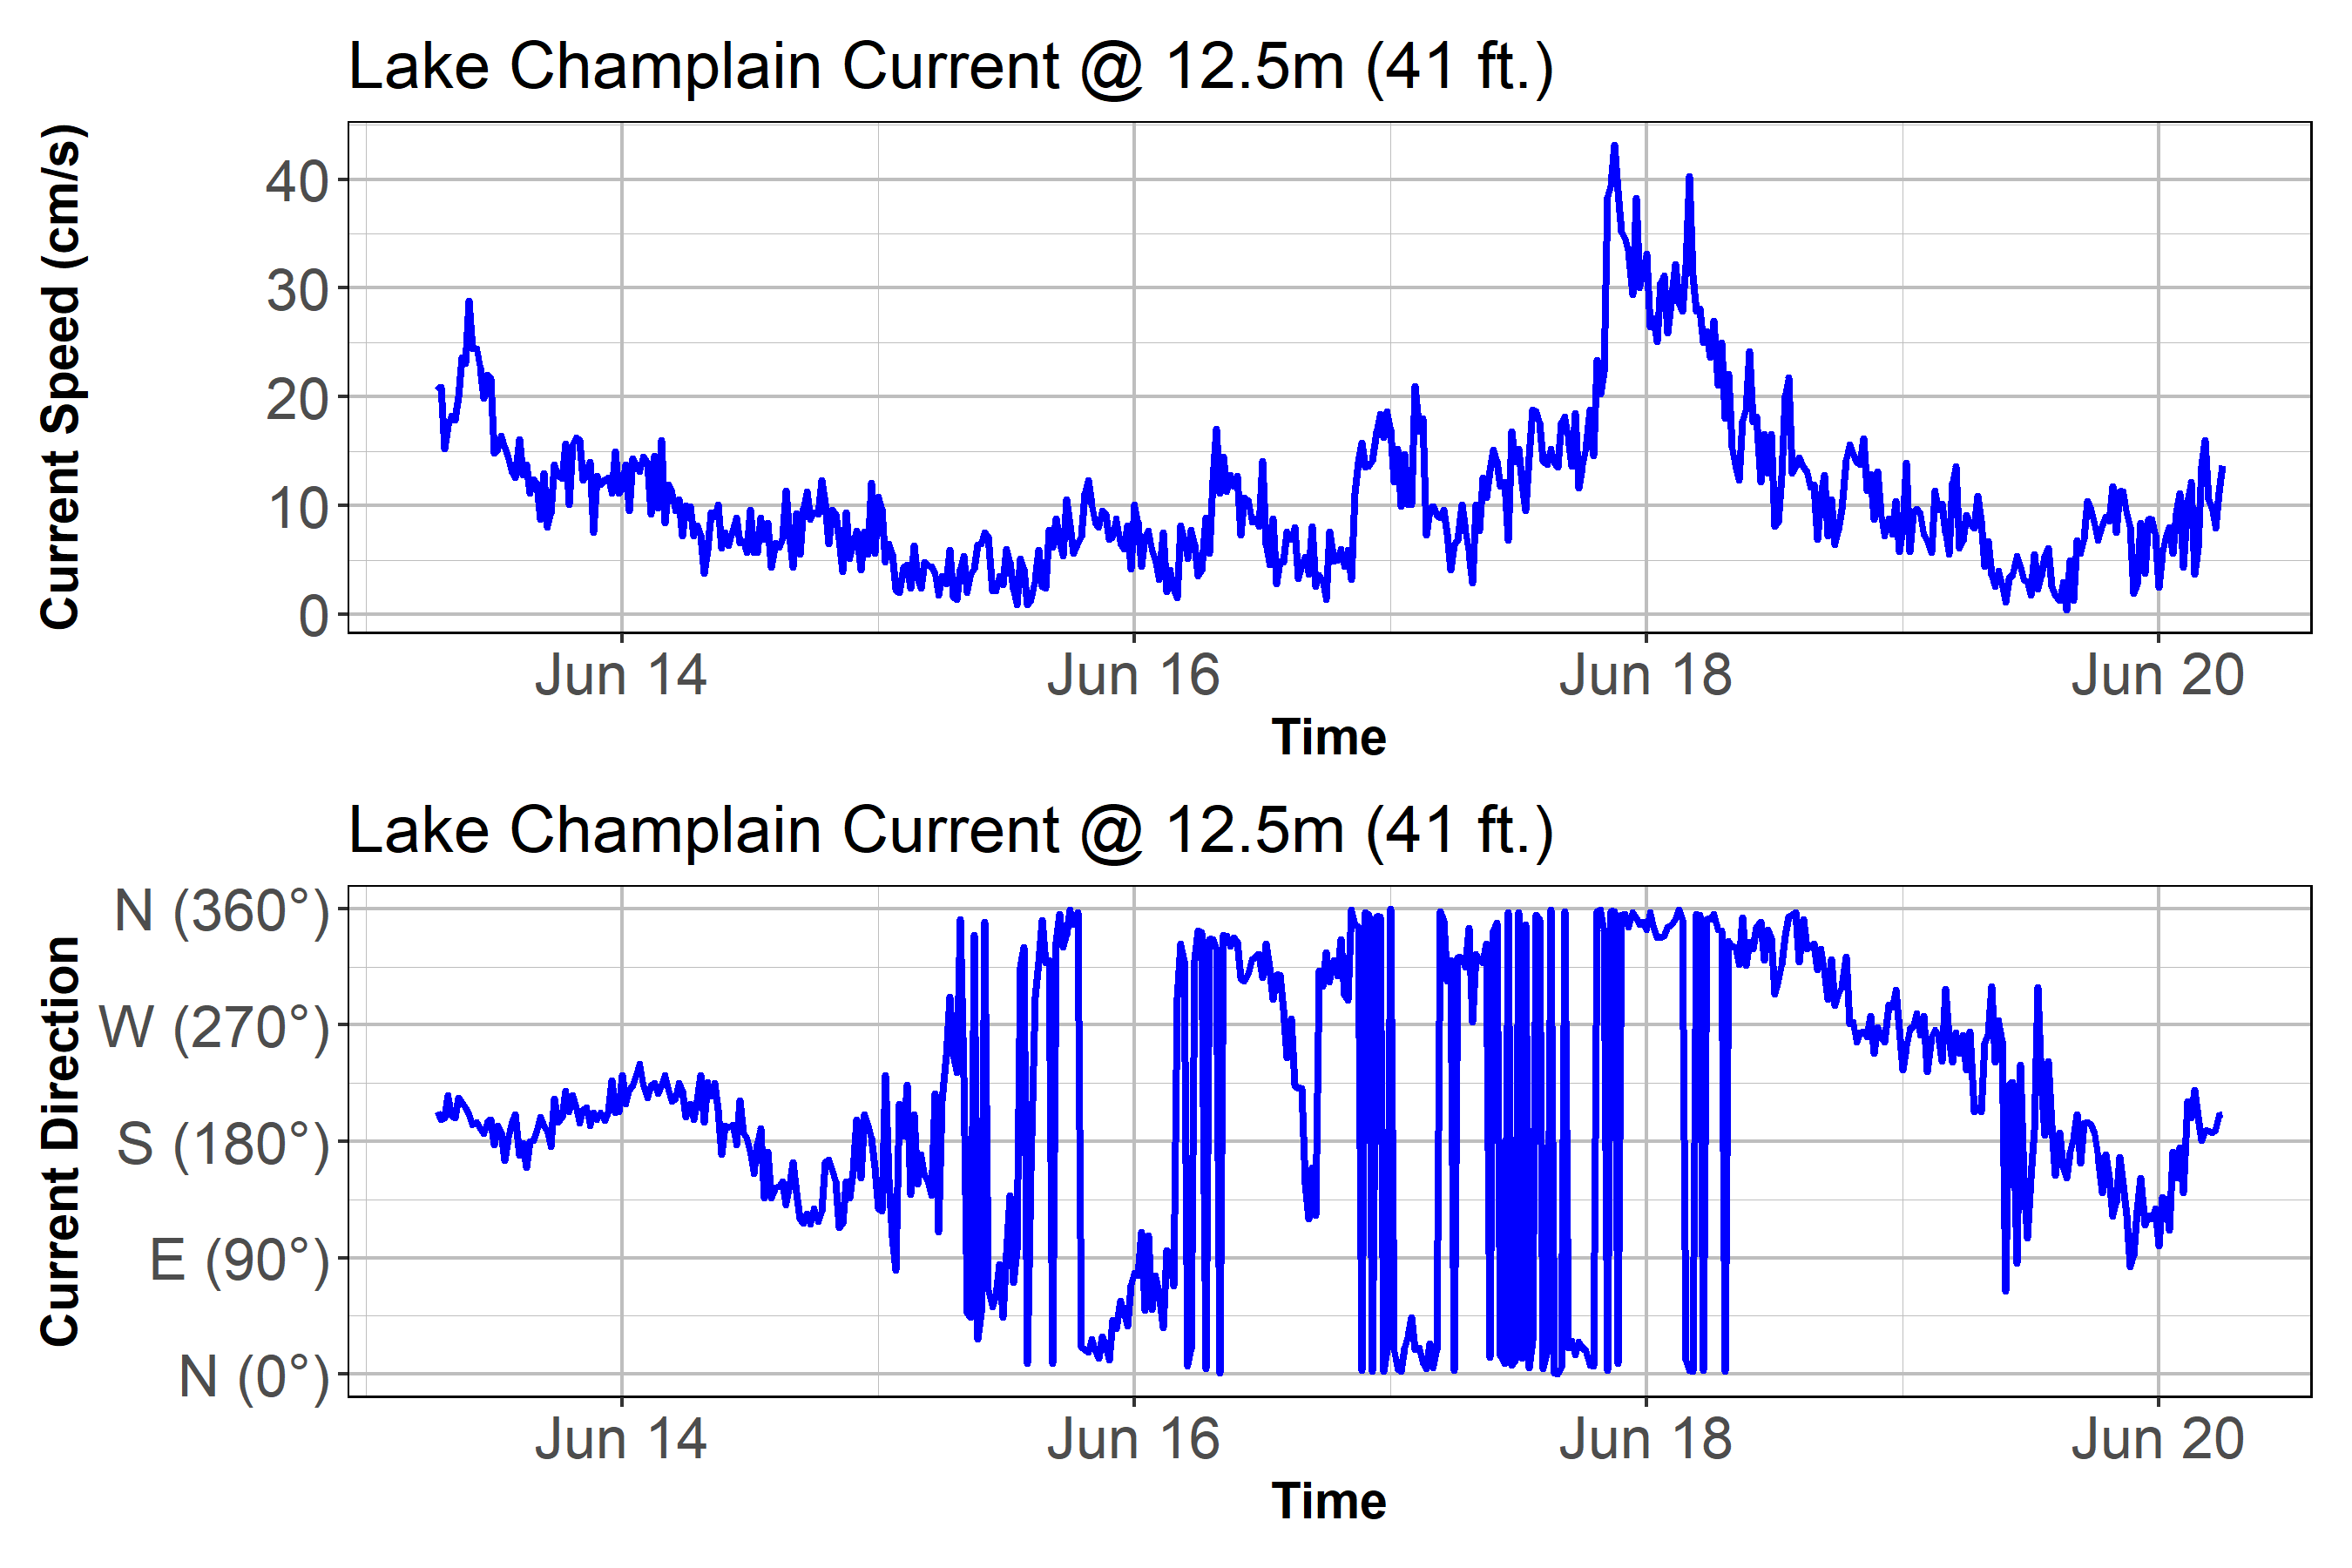 Lake Champlain Current @ 12.5m (41 ft.)
Current Speed (cm/s)
40
30
20
10
0
Jun 14
Jun 16
Jun 18
Jun 20
Time
Lake Champlain Current @ 12.5m (41 ft.)
Current Direction
N (360°)
W (270°)
S (180°)
E (90°)
N (0°)
Jun 14
Jun 16
Jun 18
Jun 20
Time